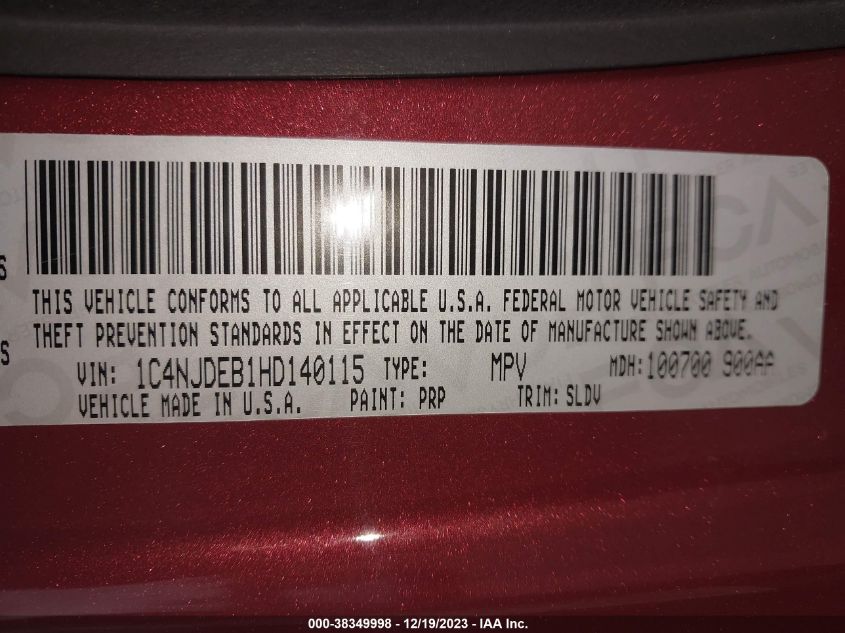 S
THIS VEHICLE CONFORMS TO ALL APPLICABLE U.S.A. FEDERAL MOTOR VEHICLE SAFETY AND
S THEFT PREVENTION STANDARDS IN EFFECT ON THE DATE OF MANUFACTURE SHOWN ABOVE.
VIN: 1C4NJDEB1HD140115 TYPE: MPV MDH:100700 900AA
VEHICLE MADE IN U.S.A. PAINT: PRP TRIM: SLDV
000-38349998 - 12/19/2023 - IAA Inc.